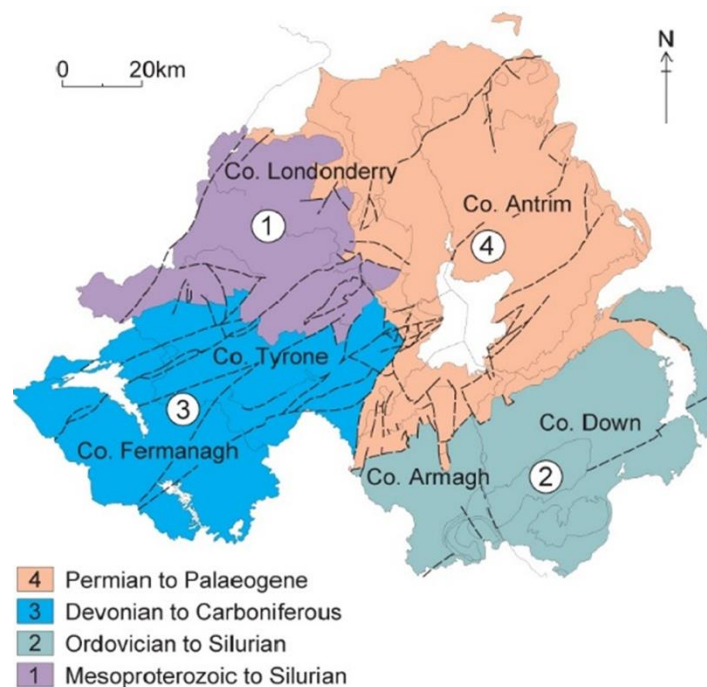 N
0 20km
Co. Londonderry
1
Co. Antrim
4
Co. Tyrone
3
Co. Fermanagh
Co. Down
Co. Armagh
2
4 Permian to Palaeogene
3 Devonian to Carboniferous
2 Ordovician to Silurian
1 Mesoproterozoic to Silurian